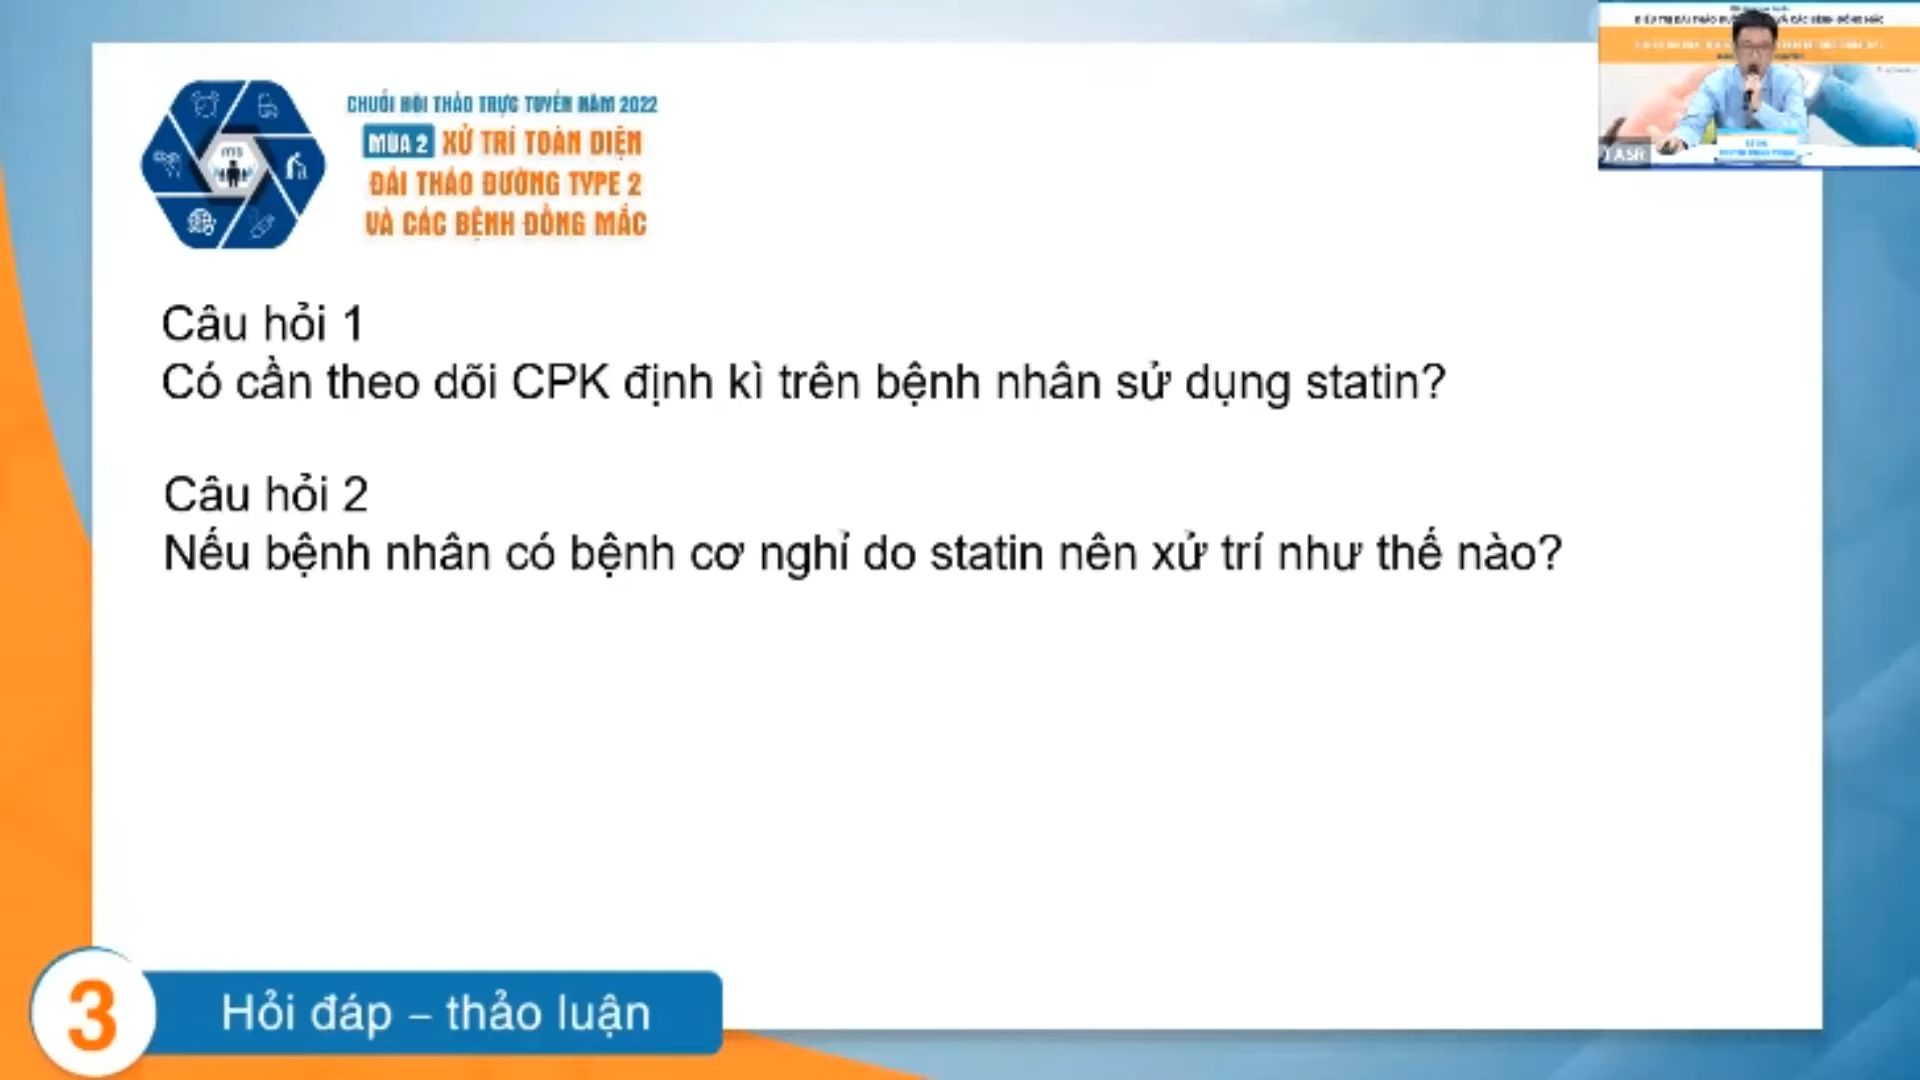 CHUỖI HỘI THẢO TRỰC TUYẾN NĂM 2022
MÙA 2 XỬ TRÍ TOÀN DIỆN
ĐÁI THÁO ĐƯỜNG TYPE 2
VÀ CÁC BỆNH ĐỒNG MẮC
Câu hỏi 1
Có cần theo dõi CPK định kì trên bệnh nhân sử dụng statin?
Câu hỏi 2
Nếu bệnh nhân có bệnh cơ nghỉ do statin nên xử trí như thế nào?
3
Hỏi đáp – thảo luận